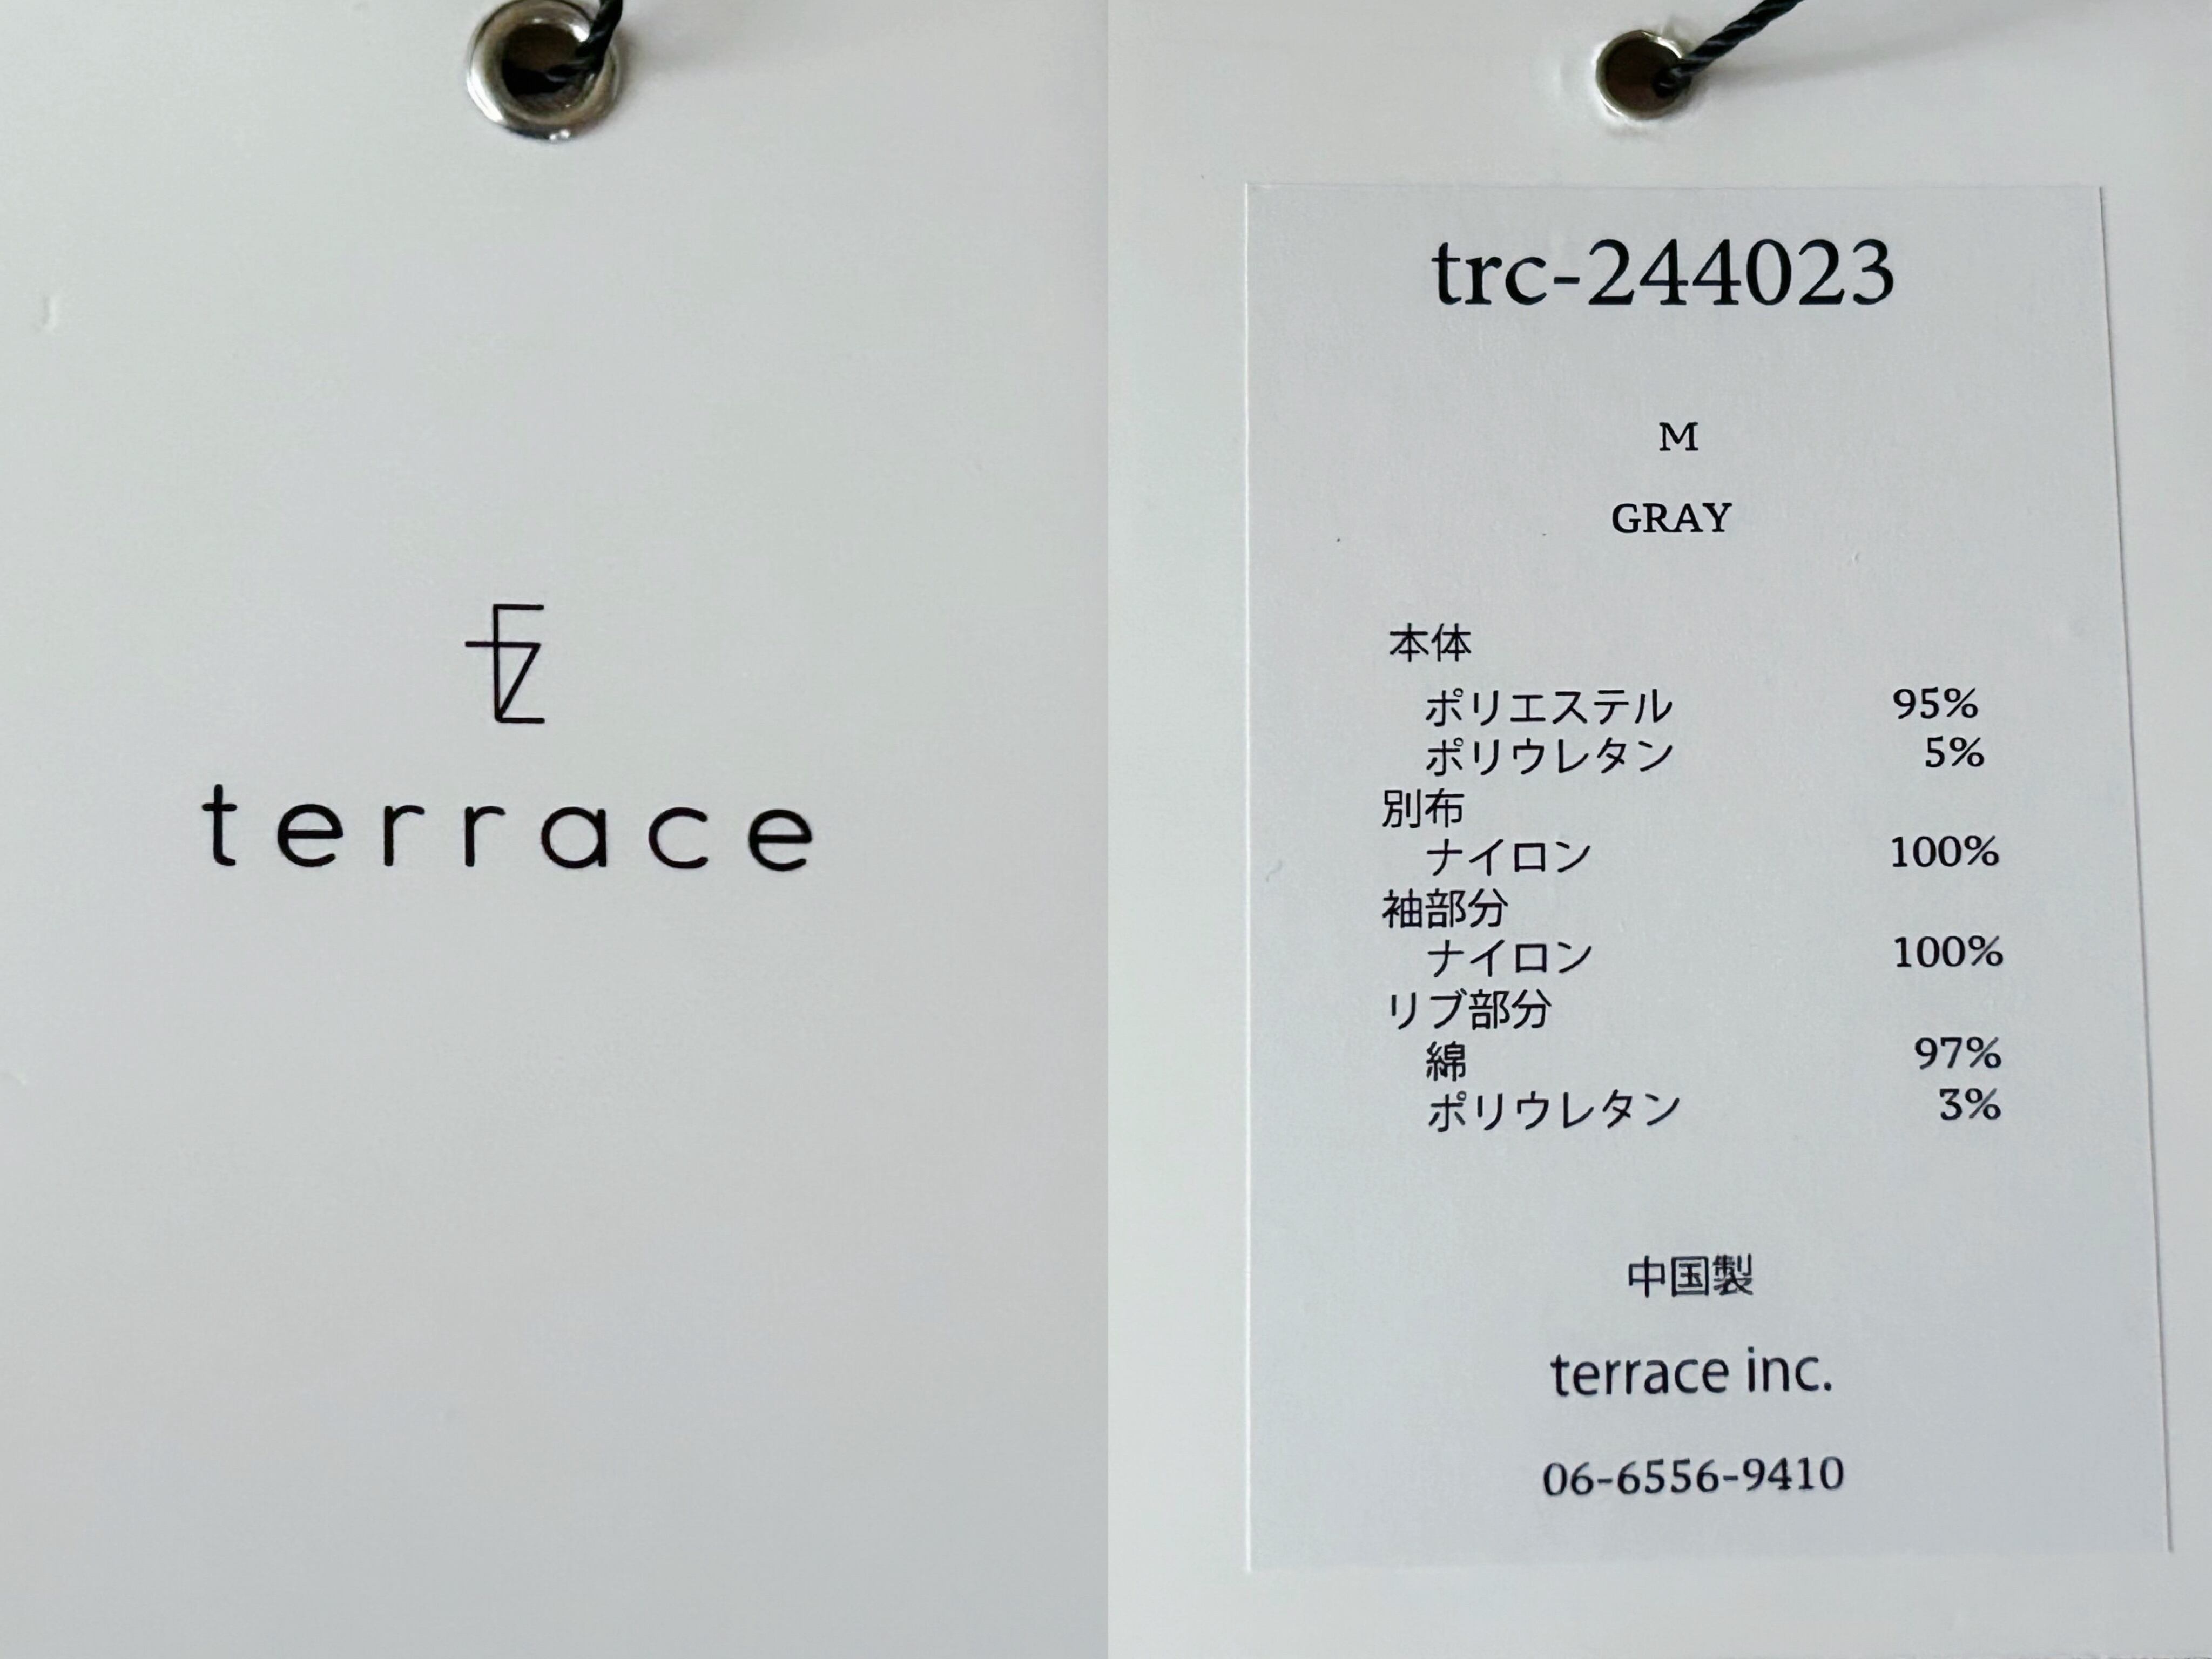 terrace
trc-244023
M
GRAY
本体
ポリエステル 95%
ポリウレタン 5%
別布
ナイロン 100%
袖部分
ナイロン 100%
リブ部分
綿 97%
ポリウレタン 3%
中国製
terrace inc.
06-6556-9410